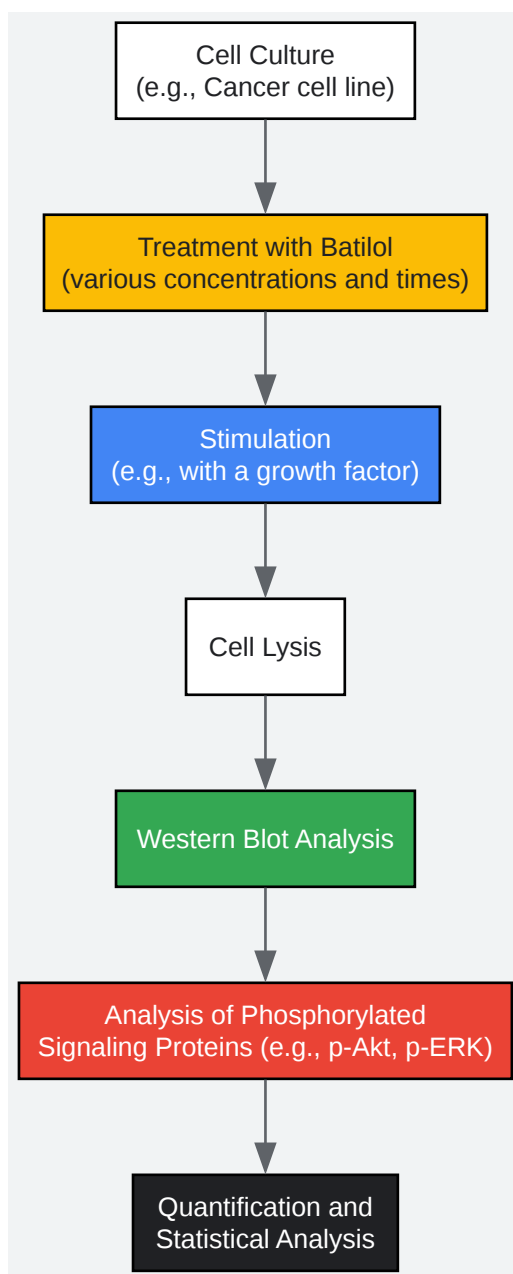 Cell Culture
(e.g., Cancer cell line)
Treatment with Batilol
(various concentrations and times)
Stimulation
(e.g., with a growth factor)
Cell Lysis
Western Blot Analysis
Analysis of Phosphorylated
Signaling Proteins (e.g., p-Akt, p-ERK)
Quantification and
Statistical Analysis